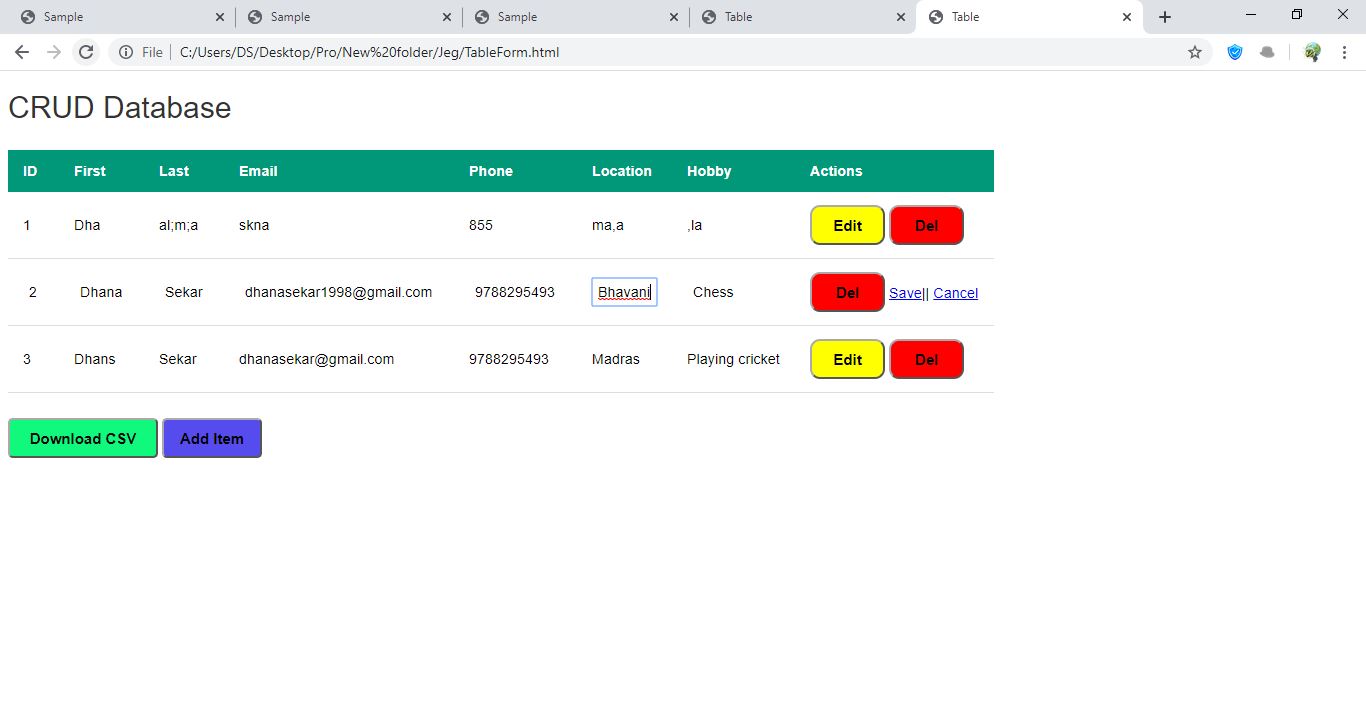 Sample Sample Sample Table Table
File C:/Users/DS/Desktop/Pro/New%20folder/Jeg/TableForm.html
CRUD Database
ID First Last Email Phone Location Hobby Actions
1 Dha al;m;a skna 855 ma,a ,la Edit Del
2 Dhana Sekar dhanasekar1998@gmail.com 9788295493 Bhavani Chess Del Save|| Cancel
3 Dhans Sekar dhanasekar@gmail.com 9788295493 Madras Playing cricket Edit Del
Download CSV Add Item